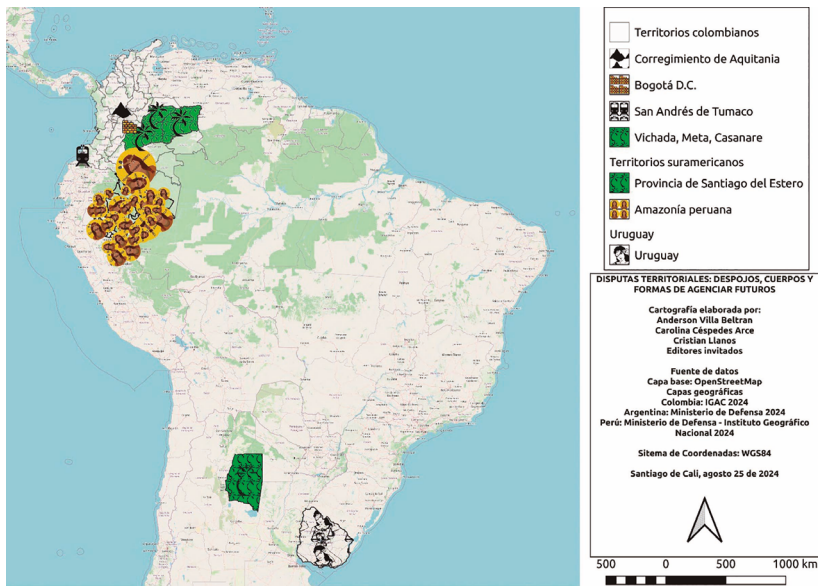 Territorios colombianos
Corregimiento de Aquitania
Bogotá D.C.
San Andrés de Tumaco
Vichada, Meta, Casanare
Territorios suramericanos
Provincia de Santiago del Estero
Amazonía peruana
Uruguay
Uruguay
DISPUTAS TERRITORIALES: DESPOJOS, CUERPOS Y
FORMAS DE AGENCIAR FUTUROS
Cartografía elaborada por:
Anderson Villa Beltran
Carolina Céspedes Arce
Cristian Llanos
Editores invitados
Fuente de datos
Capa base: OpenStreetMap
Capas geográficas
Colombia: IGAC 2024
Argentina: Ministerio de Defensa 2024
Perú: Ministerio de Defensa - Instituto Geográfico
Nacional 2024
Sitema de Coordenadas: WGS84
Santiago de Cali, agosto 25 de 2024
500 0 500 1000 km